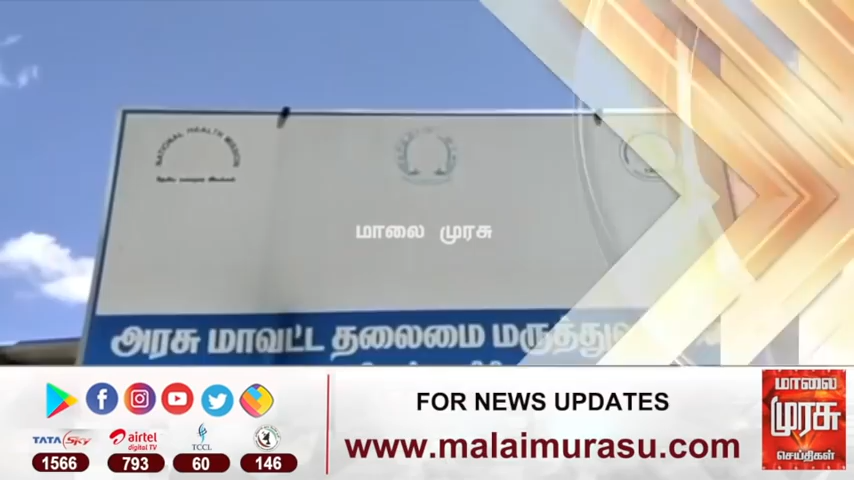 NATIONAL HEALTH MISSION
மாலை முரசு
அரசு மாவட்ட தலைமை
FOR NEWS UPDATES
www.malaimurasu.com
மாலை
முரசு
செய்திகள்
TATA sky
airtel
digital TV
TCCL
1566
793
60
146